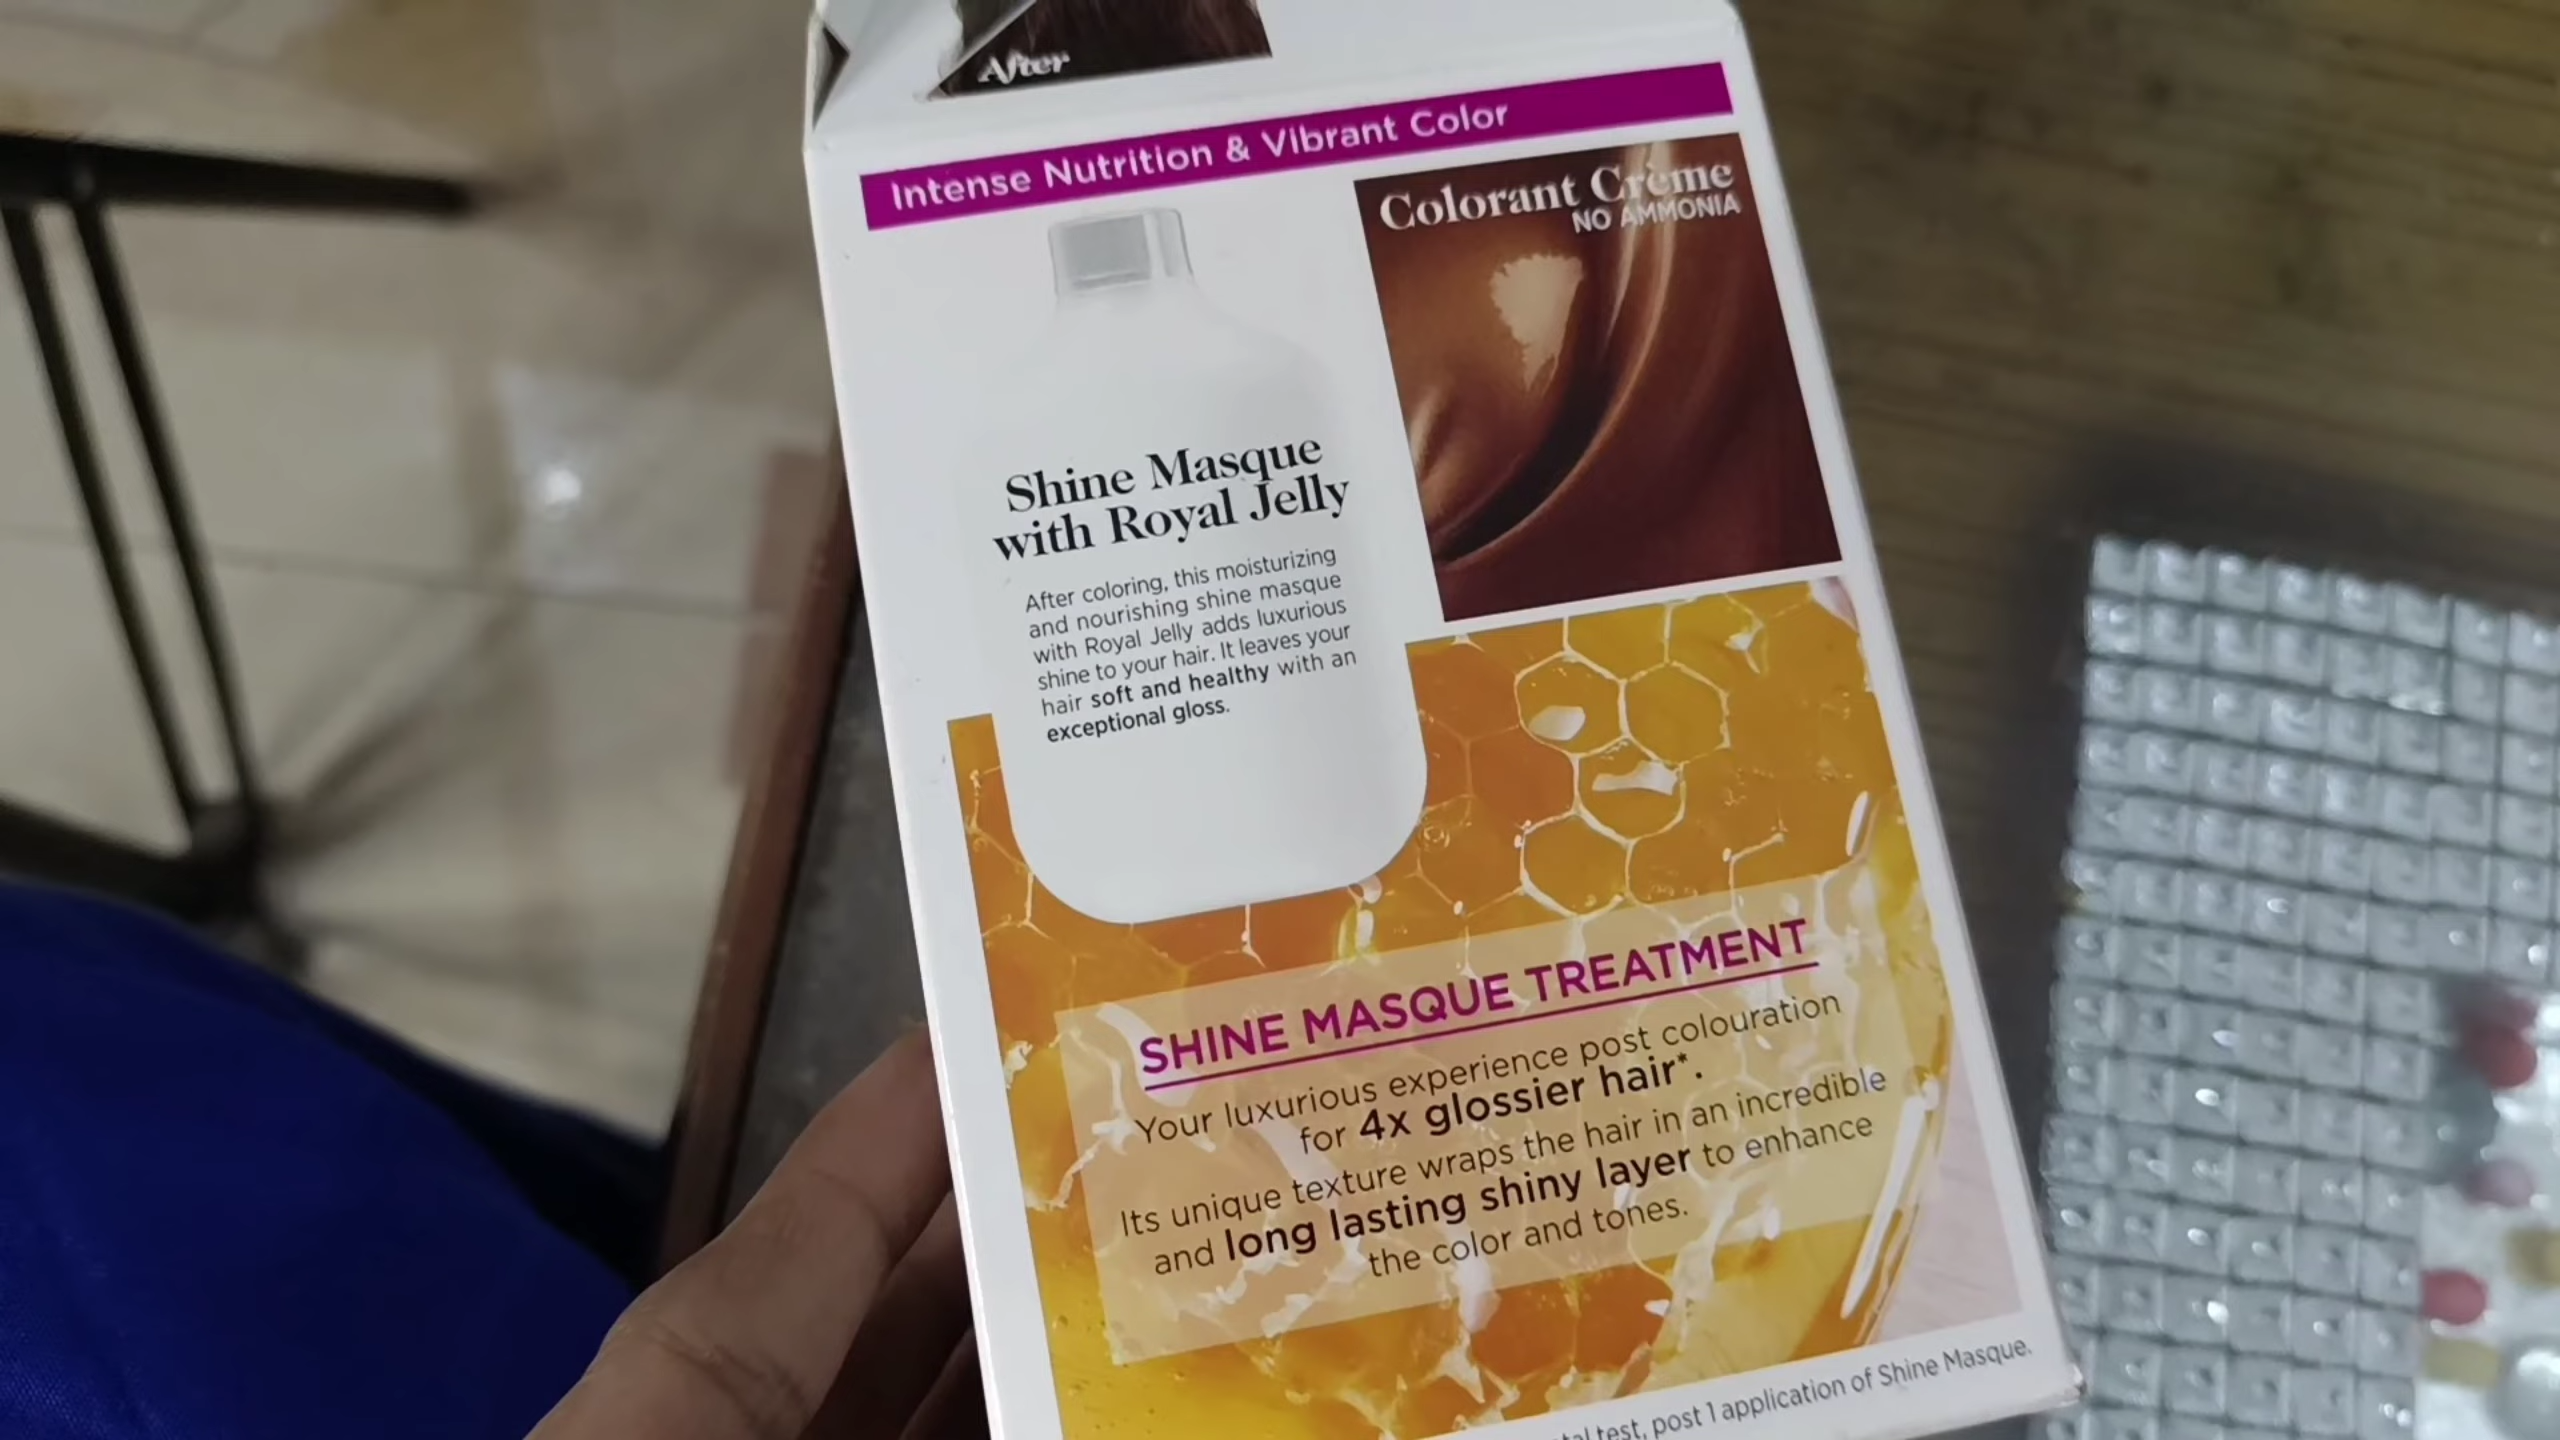 After
Intense Nutrition & Vibrant Color
Colorant Crème
NO AMMONIA
Shine Masque
with Royal Jelly
After coloring, this moisturizing
and nourishing shine masque
with Royal Jelly adds luxurious
shine to your hair. It leaves your
hair soft and healthy with an
exceptional gloss.
SHINE MASQUE TREATMENT
Your luxurious experience post colouration
for 4x glossier hair*.
Its unique texture wraps the hair in an incredible
and long lasting shiny layer to enhance
the color and tones.
test, post 1 application of Shine Masque.